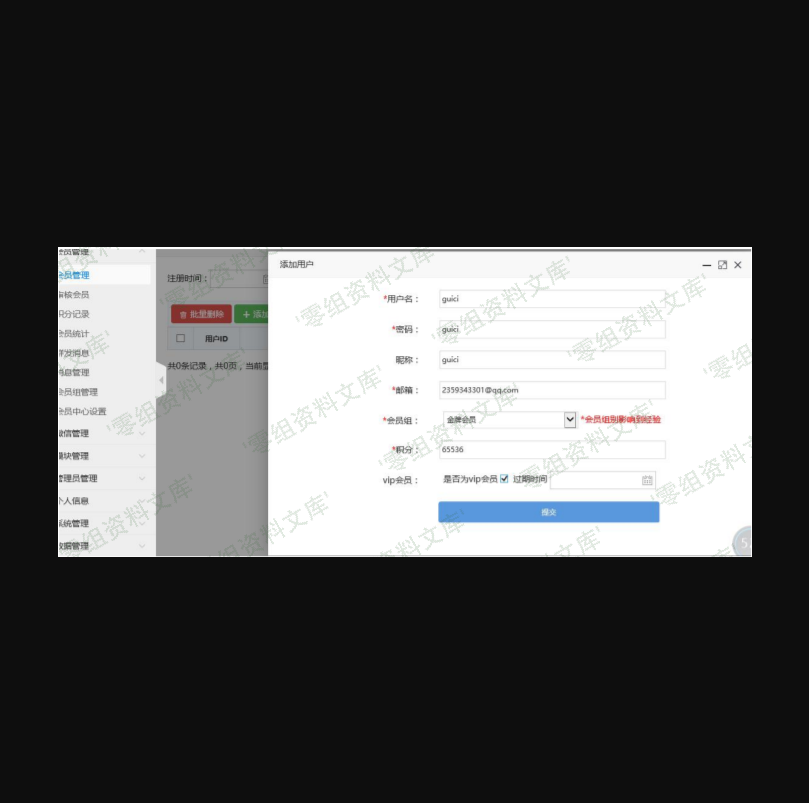 会员管理
会员管理
审核会员
积分记录
会员统计
群发消息
消息管理
会员组管理
会员中心设置
微信管理
模块管理
管理员管理
个人信息
系统管理
数据管理
注册时间：
批量删除
+ 添加
用户ID
共0条记录，共0页，当前显
添加用户
*用户名： guici
*密码： guici
昵称： guici
*邮箱： 2359343301@qq.com
*会员组： 金牌会员 *会员组别影响到经验
*积分： 65536
vip会员： 是否为vip会员 过期时间
提交
'零组资料文库'